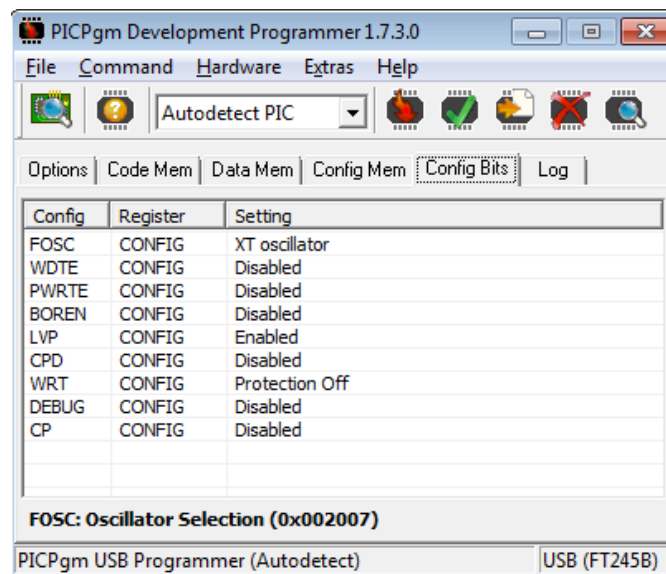 PICPgm Development Programmer 1.7.3.0
File Command Hardware Extras Help
Autodetect PIC
Options Code Mem Data Mem Config Mem Config Bits Log
Config Register Setting
FOSC CONFIG XT oscillator
WDTE CONFIG Disabled
PWRTE CONFIG Disabled
BOREN CONFIG Disabled
LVP CONFIG Enabled
CPD CONFIG Disabled
WRT CONFIG Protection Off
DEBUG CONFIG Disabled
CP CONFIG Disabled
FOSC: Oscillator Selection (0x002007)
PICPgm USB Programmer (Autodetect) USB (FT245B)